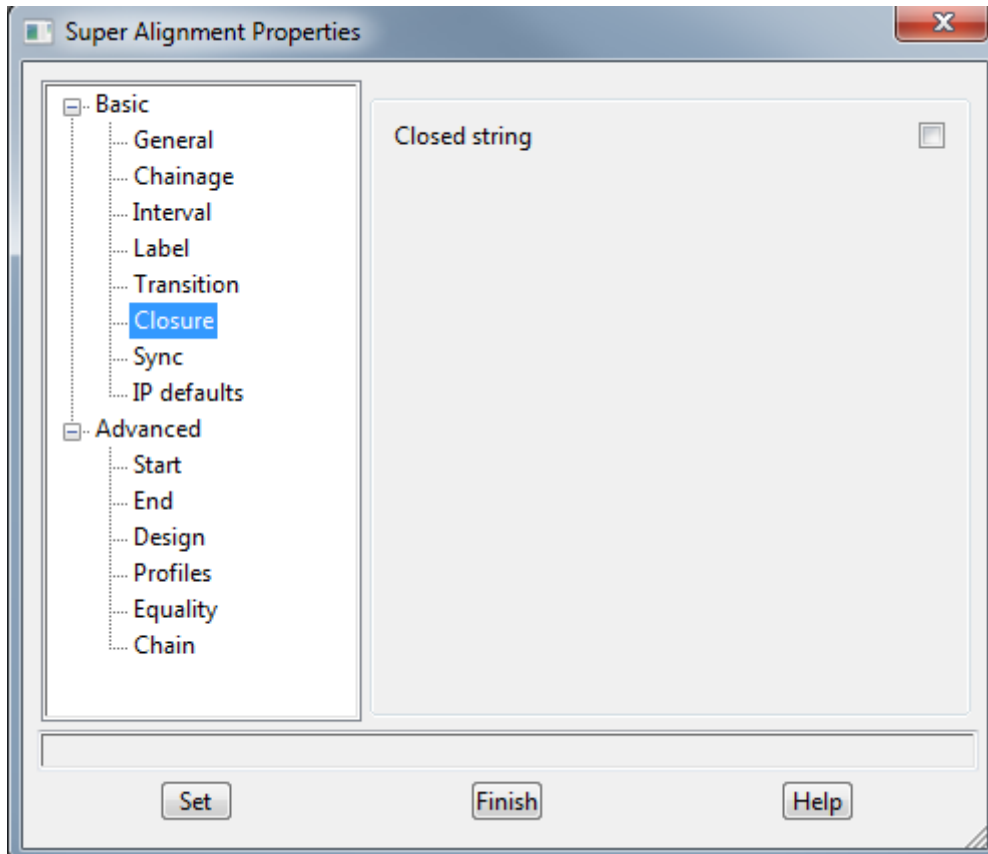 Super Alignment Properties
Basic
General
Chainage
Interval
Label
Transition
Closure
Sync
IP defaults
Advanced
Start
End
Design
Profiles
Equality
Chain
Closed string
Set Finish Help